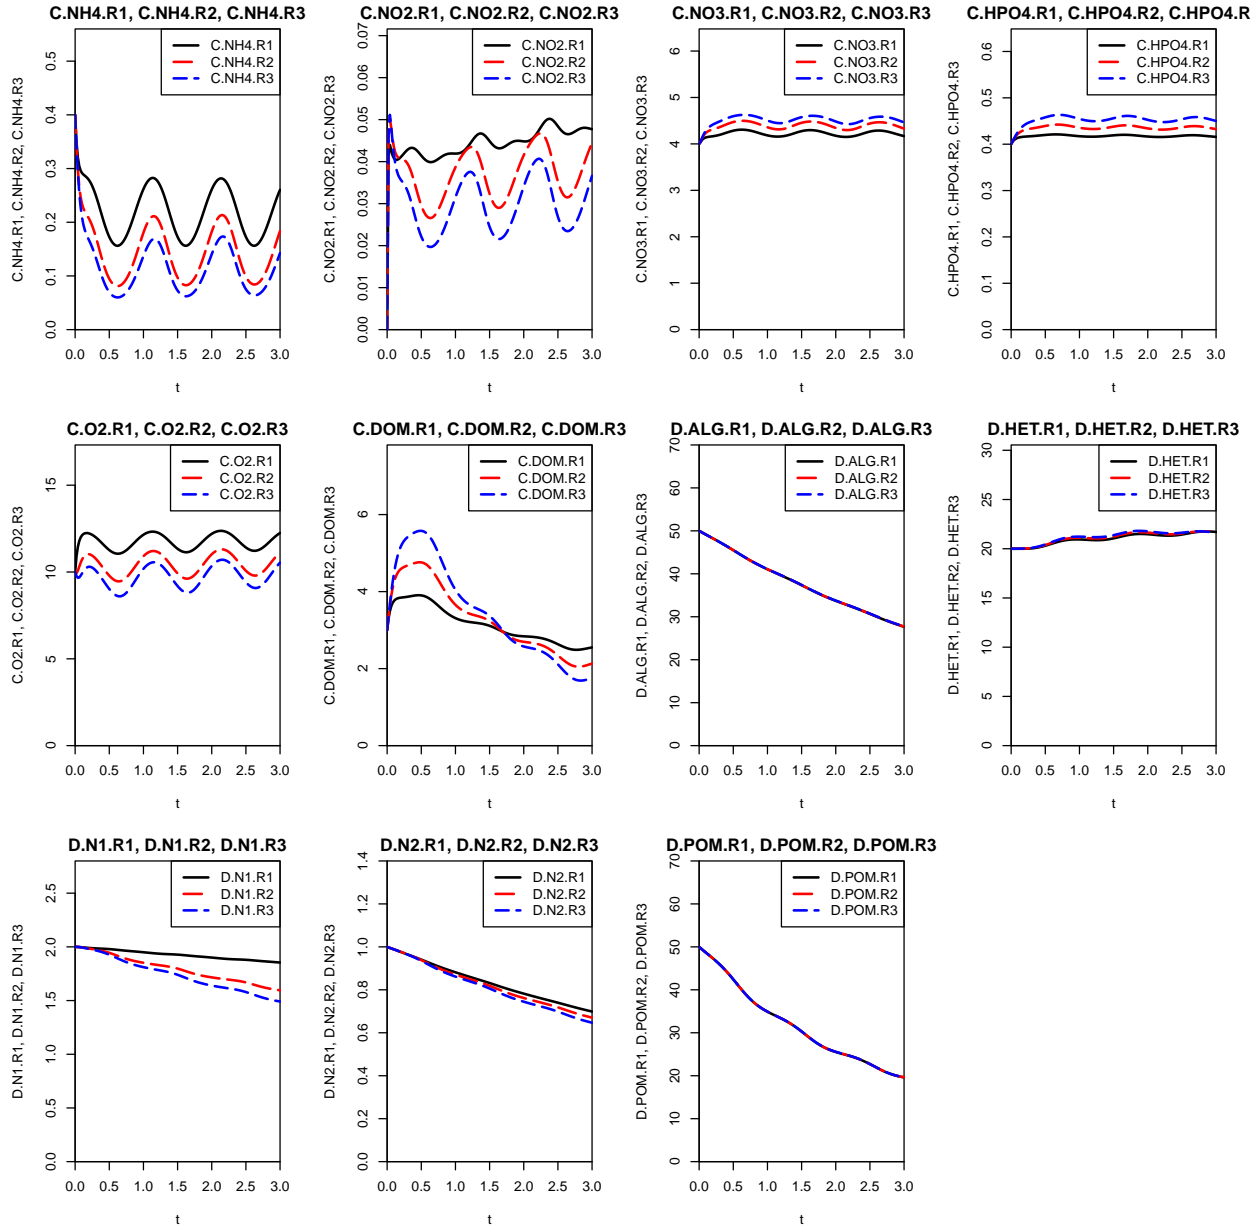 C.NH4.R1, C.NH4.R2, C.NH4.R3
C.NH4.R1, C.NH4.R2, C.NH4.R3
C.NH4.R1
C.NH4.R2
C.NH4.R3
0.0 0.1 0.2 0.3 0.4 0.5
0.0 0.5 1.0 1.5 2.0 2.5 3.0
t
C.NO2.R1, C.NO2.R2, C.NO2.R3
C.NO2.R1, C.NO2.R2, C.NO2.R3
C.NO2.R1
C.NO2.R2
C.NO2.R3
0.00 0.01 0.02 0.03 0.04 0.05 0.06 0.07
0.0 0.5 1.0 1.5 2.0 2.5 3.0
t
C.NO3.R1, C.NO3.R2, C.NO3.R3
C.NO3.R1, C.NO3.R2, C.NO3.R3
C.NO3.R1
C.NO3.R2
C.NO3.R3
0 1 2 3 4 5 6
0.0 0.5 1.0 1.5 2.0 2.5 3.0
t
C.HPO4.R1, C.HPO4.R2, C.HPO4.R
C.HPO4.R1, C.HPO4.R2, C.HPO4.R3
C.HPO4.R1
C.HPO4.R2
C.HPO4.R3
0.0 0.1 0.2 0.3 0.4 0.5 0.6
0.0 0.5 1.0 1.5 2.0 2.5 3.0
t
C.O2.R1, C.O2.R2, C.O2.R3
C.O2.R1, C.O2.R2, C.O2.R3
C.O2.R1
C.O2.R2
C.O2.R3
0 5 10 15
0.0 0.5 1.0 1.5 2.0 2.5 3.0
t
C.DOM.R1, C.DOM.R2, C.DOM.R3
C.DOM.R1, C.DOM.R2, C.DOM.R3
C.DOM.R1
C.DOM.R2
C.DOM.R3
0 2 4 6
0.0 0.5 1.0 1.5 2.0 2.5 3.0
t
D.ALG.R1, D.ALG.R2, D.ALG.R3
D.ALG.R1, D.ALG.R2, D.ALG.R3
D.ALG.R1
D.ALG.R2
D.ALG.R3
0 10 20 30 40 50 60 70
0.0 0.5 1.0 1.5 2.0 2.5 3.0
t
D.HET.R1, D.HET.R2, D.HET.R3
D.HET.R1, D.HET.R2, D.HET.R3
D.HET.R1
D.HET.R2
D.HET.R3
0 5 10 15 20 25 30
0.0 0.5 1.0 1.5 2.0 2.5 3.0
t
D.N1.R1, D.N1.R2, D.N1.R3
D.N1.R1, D.N1.R2, D.N1.R3
D.N1.R1
D.N1.R2
D.N1.R3
0.0 0.5 1.0 1.5 2.0 2.5
0.0 0.5 1.0 1.5 2.0 2.5 3.0
t
D.N2.R1, D.N2.R2, D.N2.R3
D.N2.R1, D.N2.R2, D.N2.R3
D.N2.R1
D.N2.R2
D.N2.R3
0.0 0.2 0.4 0.6 0.8 1.0 1.2 1.4
0.0 0.5 1.0 1.5 2.0 2.5 3.0
t
D.POM.R1, D.POM.R2, D.POM.R3
D.POM.R1, D.POM.R2, D.POM.R3
D.POM.R1
D.POM.R2
D.POM.R3
0 10 20 30 40 50 60 70
0.0 0.5 1.0 1.5 2.0 2.5 3.0
t